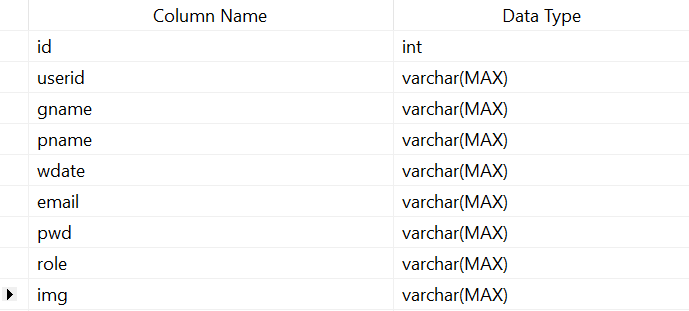 Column Name Data Type
id int
userid varchar(MAX)
gname varchar(MAX)
pname varchar(MAX)
wdate varchar(MAX)
email varchar(MAX)
pwd varchar(MAX)
role varchar(MAX)
img varchar(MAX)